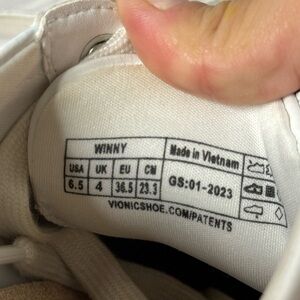 WINNY Made in Vietnam
USA UK EU CM
6.5 4 36.5 23.3 GS:01-2023
VIONICSHOE.COM/PATENTS